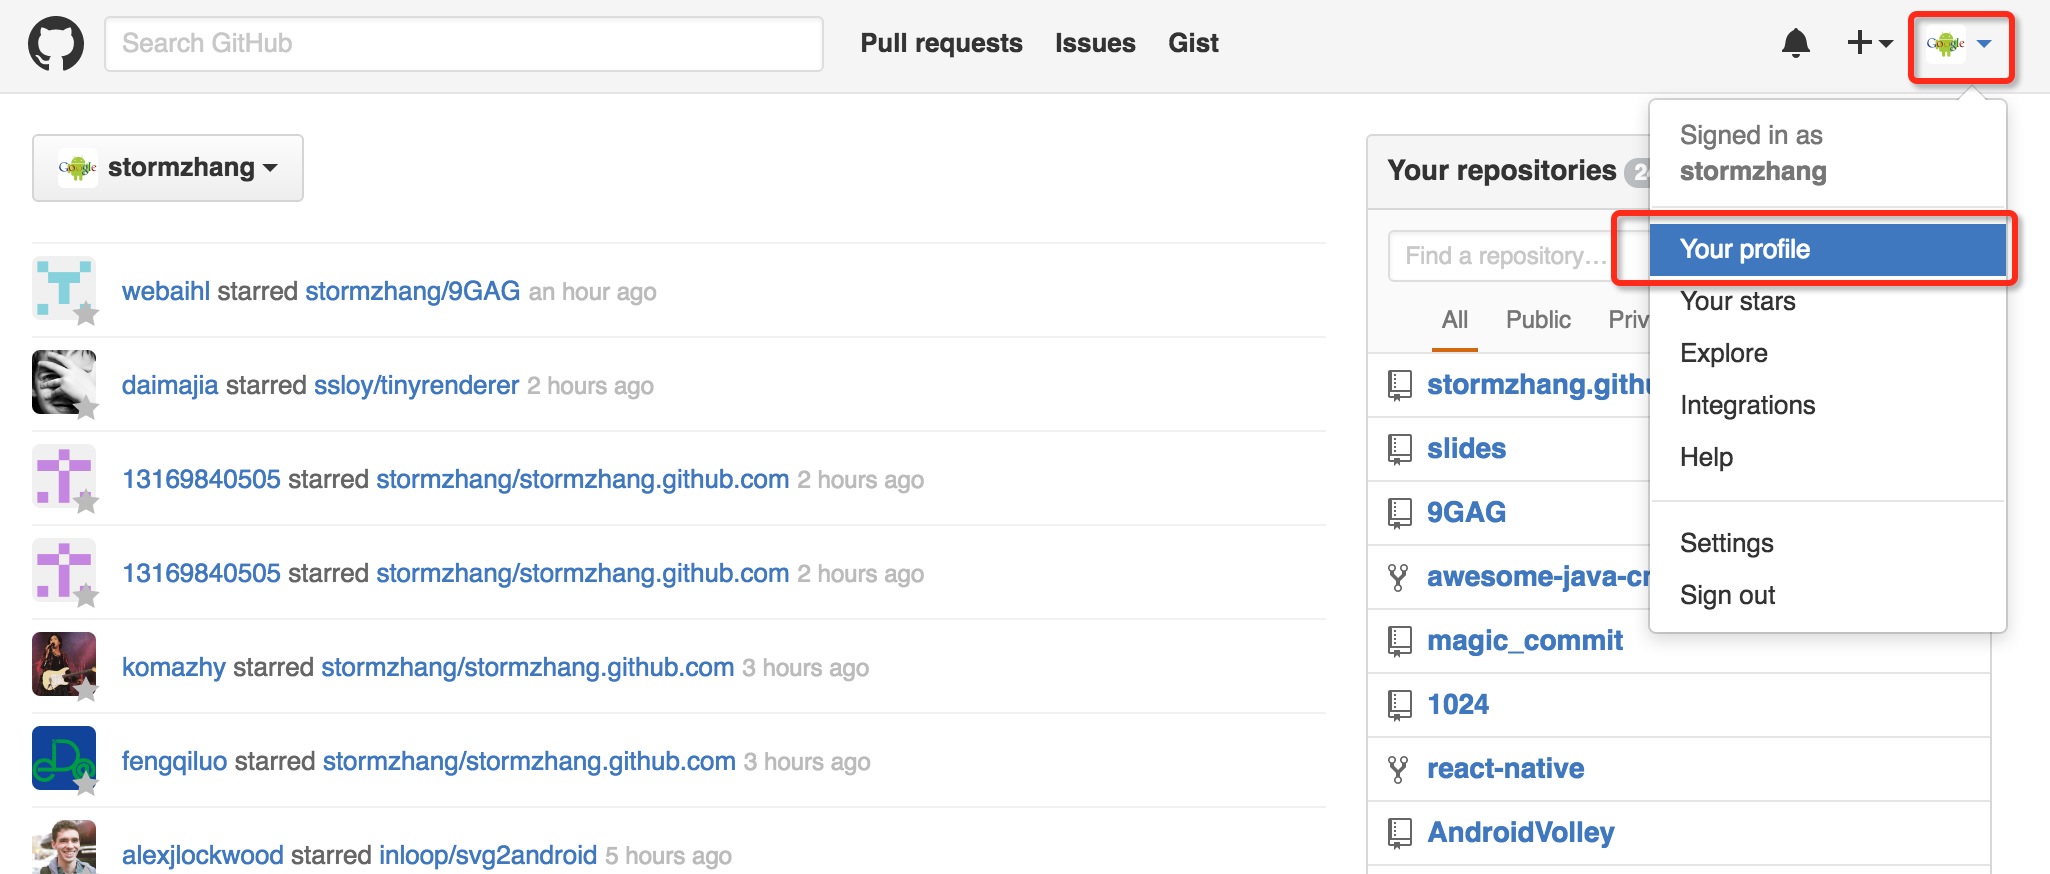 Search GitHub
Pull requests Issues Gist
Google
Signed in as
stormzhang
Your profile
Your stars
Explore
Integrations
Help
Settings
Sign out
Google stormzhang
webaihl starred stormzhang/9GAG an hour ago
daimajia starred ssloy/tinyrenderer 2 hours ago
13169840505 starred stormzhang/stormzhang.github.com 2 hours ago
13169840505 starred stormzhang/stormzhang.github.com 2 hours ago
komazhy starred stormzhang/stormzhang.github.com 3 hours ago
fengqiluo starred stormzhang/stormzhang.github.com 3 hours ago
alexjlockwood starred inloop/svg2android 5 hours ago
Your repositories
Find a repository…
All Public Priv
stormzhang.gith
slides
9GAG
awesome-java-c
magic_commit
1024
react-native
AndroidVolley